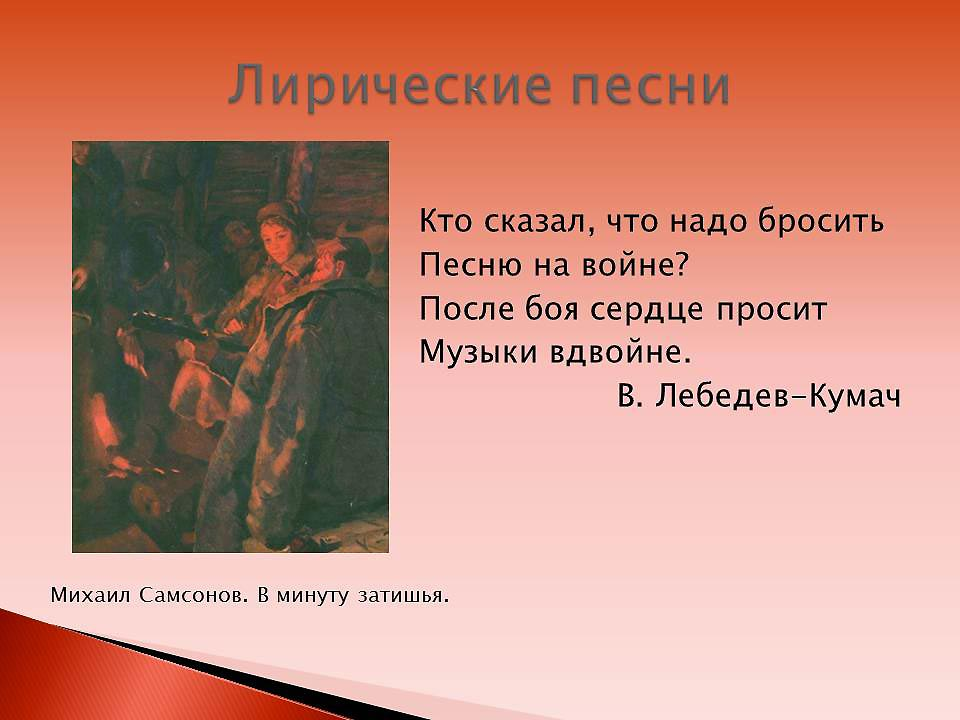 Лирические песни
Кто сказал, что надо бросить
Песню на войне?
После боя сердце просит
Музыки вдвойне.
В. Лебедев-Кумач
Михаил Самсонов. В минуту затишья.